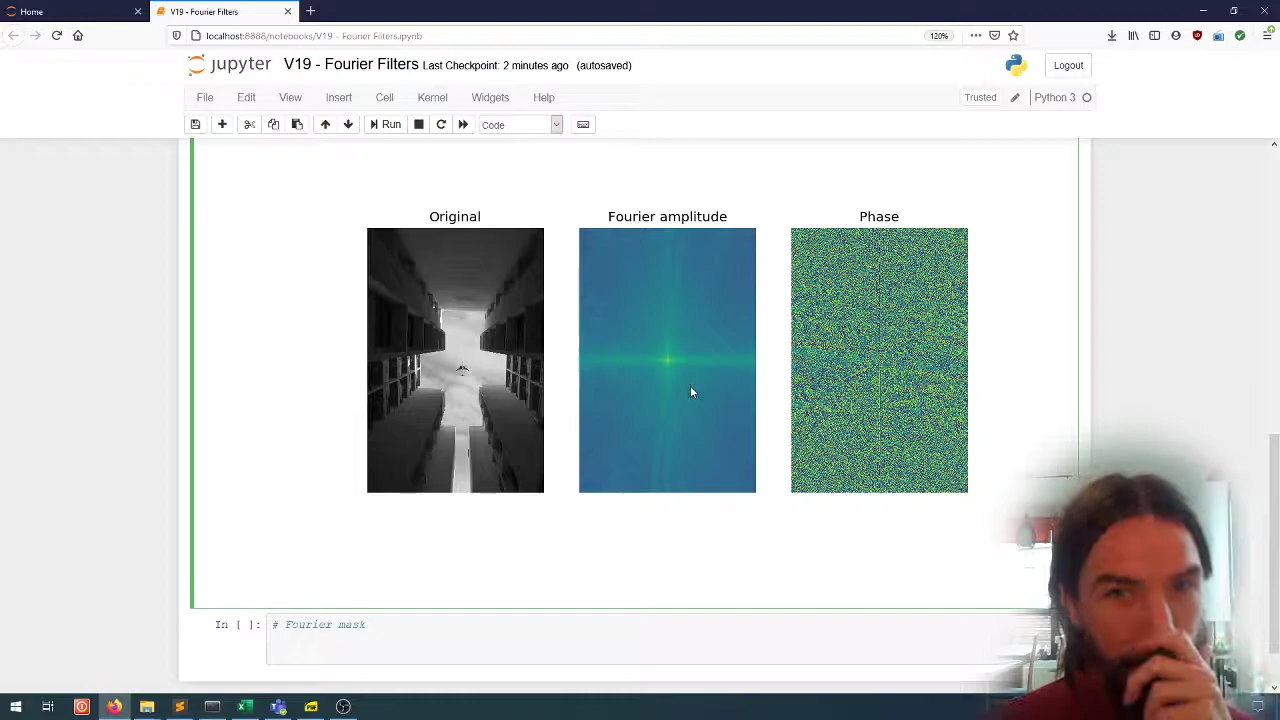 Home
V19 - Fourier Filters
localhost:8888/notebooks/V19 - Fourier Filters.ipynb
120%
jupyter V19 - Fourier Filters Last Checkpoint: 2 minutes ago (autosaved)
Logout
File Edit View Insert Cell Kernel Widgets Help
Trusted
Python 3
Run
Code
Original
Fourier amplitude
Phase
In [ ]: # Fourier mask